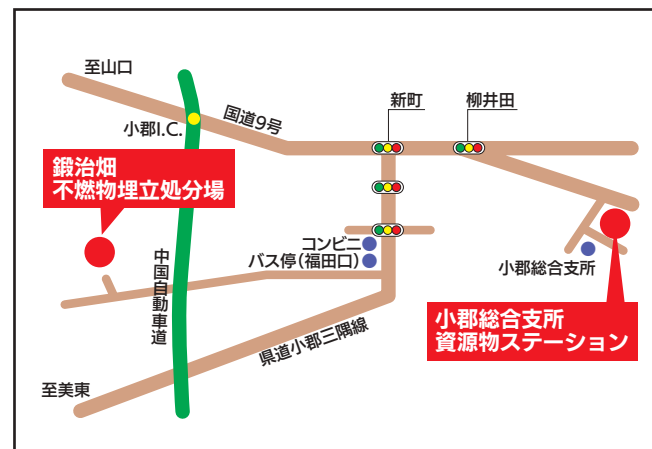 至山口
新町
柳井田
国道9号
小郡I.C.
鍛治畑
不燃物埋立処分場
コンビニ
バス停（福田口）
小郡総合支所
中国自動車道
小郡総合支所
資源物ステーション
県道小郡三隅線
至美東